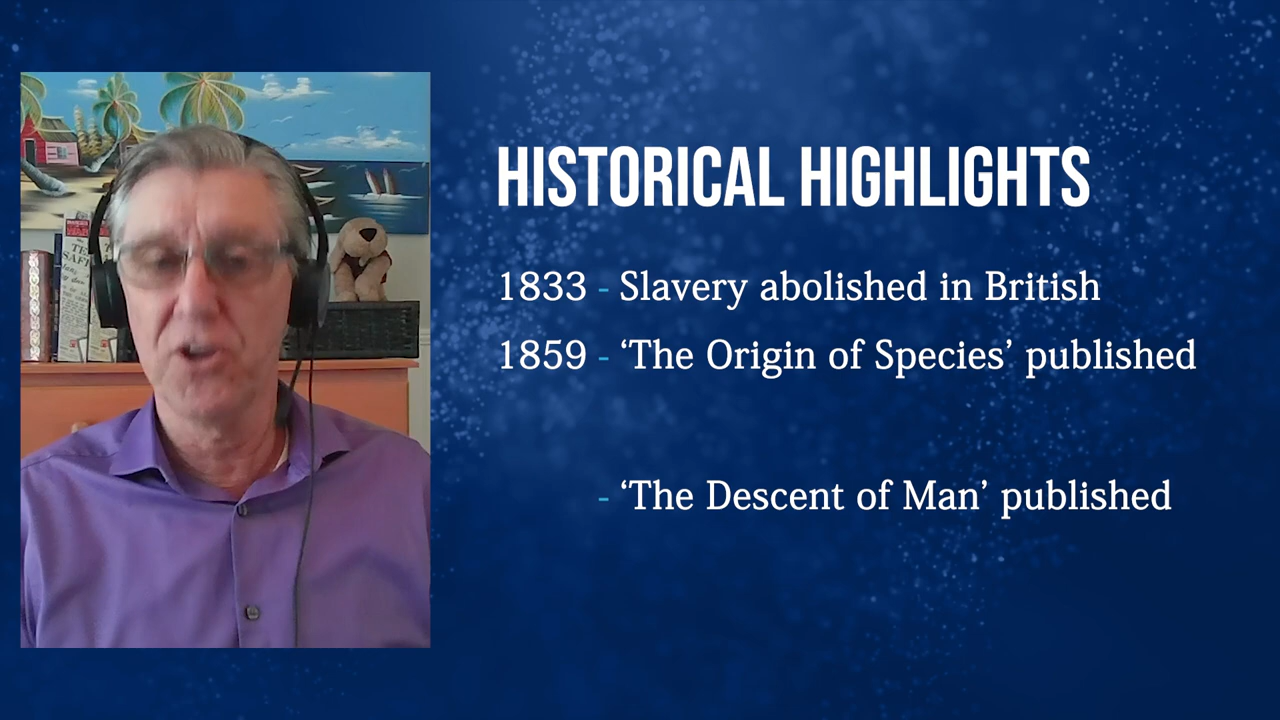 HISTORICAL HIGHLIGHTS
1833 - Slavery abolished in British
1859 - ‘The Origin of Species’ published
- ‘The Descent of Man’ published